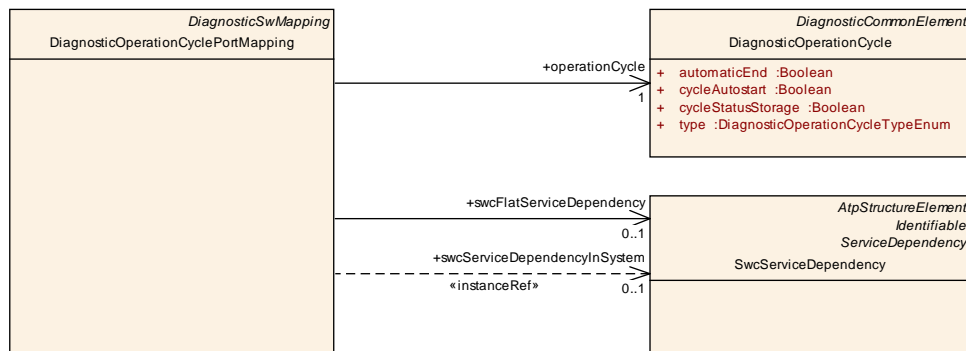 DiagnosticSwMapping
DiagnosticOperationCyclePortMapping
DiagnosticCommonElement
DiagnosticOperationCycle
+ automaticEnd :Boolean
+ cycleAutostart :Boolean
+ cycleStatusStorage :Boolean
+ type :DiagnosticOperationCycleTypeEnum
+operationCycle
1
+swcFlatServiceDependency
0..1
+swcServiceDependencyInSystem
«instanceRef»
0..1
AtpStructureElement
Identifiable
ServiceDependency
SwcServiceDependency